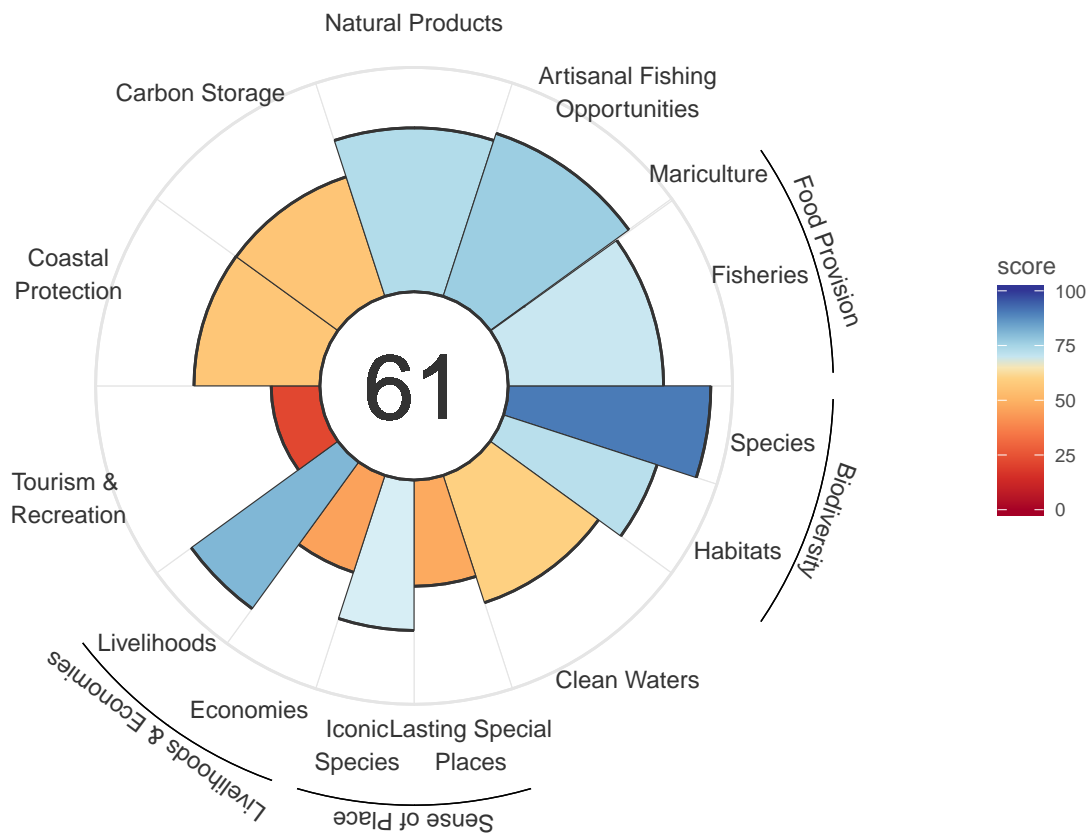 Natural Products
Carbon Storage
Artisanal Fishing
Opportunities
Mariculture
Food Provision
Fisheries
Coastal
Protection
61
score
100
75
50
25
0
Species
Biodiversity
Habitats
Tourism &
Recreation
Livelihoods
Livelihoods & Economies
Economies
Clean Waters
Iconic
Species
Lasting Special
Places
Sense of Place